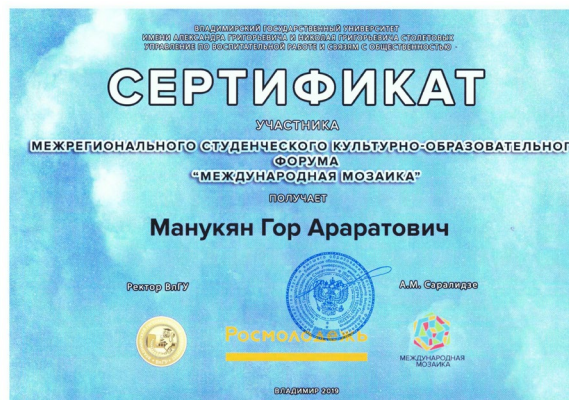 ВЛАДИМИРСКИЙ ГОСУДАРСТВЕННЫЙ УНИВЕРСИТЕТ
ИМЕНИ АЛЕКСАНДРА ГРИГОРЬЕВИЧА И НИКОЛАЯ ГРИГОРЬЕВИЧА СТОЛЕТОВЫХ
УПРАВЛЕНИЕ ПО ВОСПИТАТЕЛЬНОЙ РАБОТЕ И СВЯЗЯМ С ОБЩЕСТВЕННОСТЬЮ
СЕРТИФИКАТ
УЧАСТНИКА
МЕЖРЕГИОНАЛЬНОГО СТУДЕНЧЕСКОГО КУЛЬТУРНО-ОБРАЗОВАТЕЛЬНОГ
ФОРУМА
"МЕЖДУНАРОДНАЯ МОЗАИКА"
ПОЛУЧАЕТ
Манукян Гор Араратович
Ректор ВлГУ
А.М. Саралидзе
Росмолодежь
МЕЖДУНАРОДНАЯ
МОЗАИКА
ВЛАДИМИР 2019